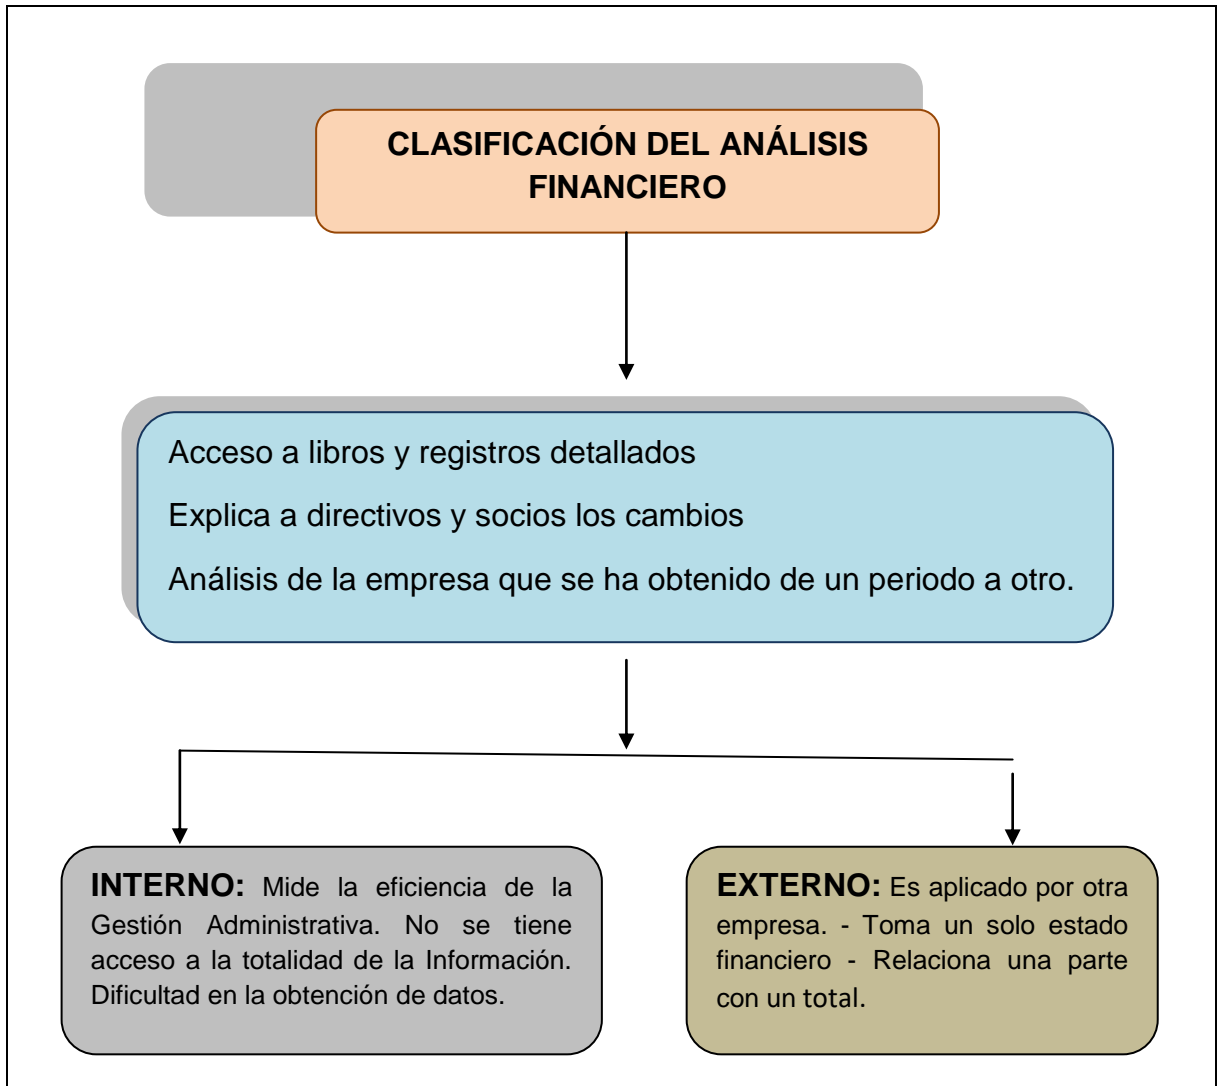 CLASIFICACIÓN DEL ANÁLISIS
FINANCIERO
Acceso a libros y registros detallados
Explica a directivos y socios los cambios
Análisis de la empresa que se ha obtenido de un periodo a otro.
INTERNO: Mide la eficiencia de la
Gestión Administrativa. No se tiene
acceso a la totalidad de la Información.
Dificultad en la obtención de datos.
EXTERNO: Es aplicado por otra
empresa. - Toma un solo estado
financiero - Relaciona una parte
con un total.